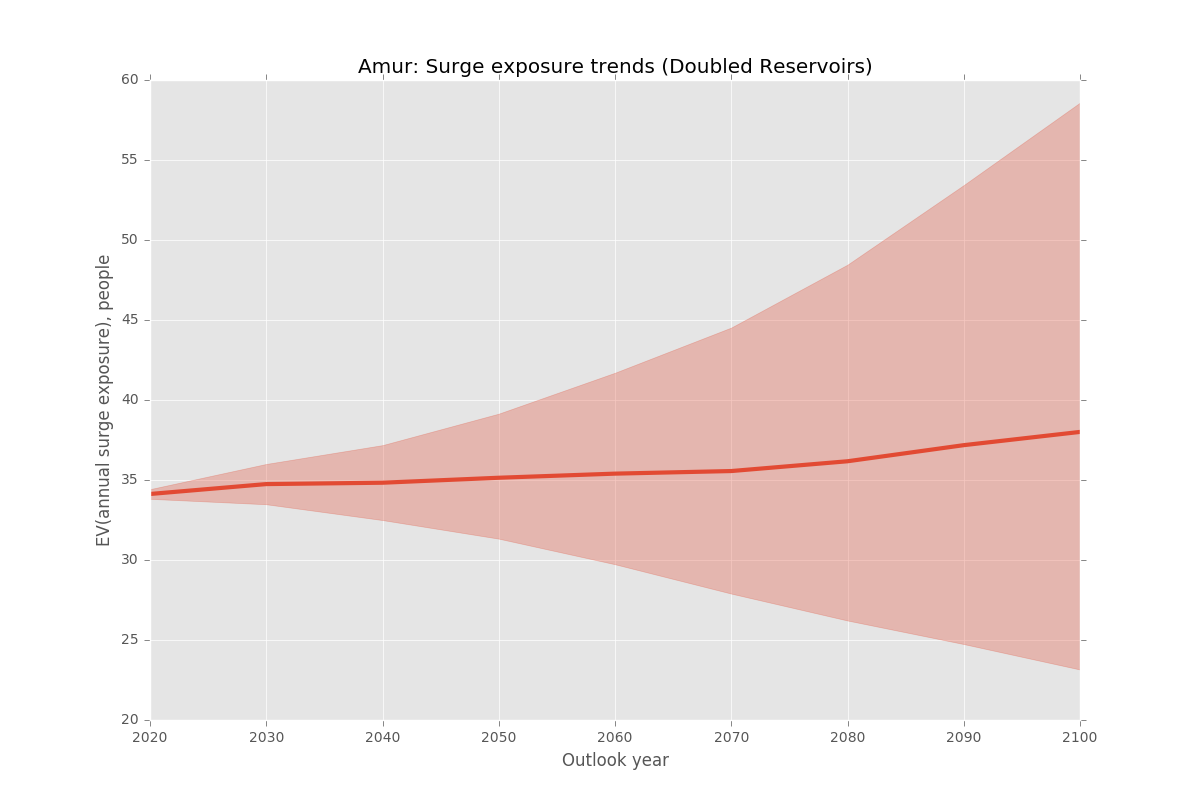 Amur: Surge exposure trends (Doubled Reservoirs)
60
55
50
45
40
35
30
25
20
EV(annual surge exposure), people
2020 2030 2040 2050 2060 2070 2080 2090 2100
Outlook year